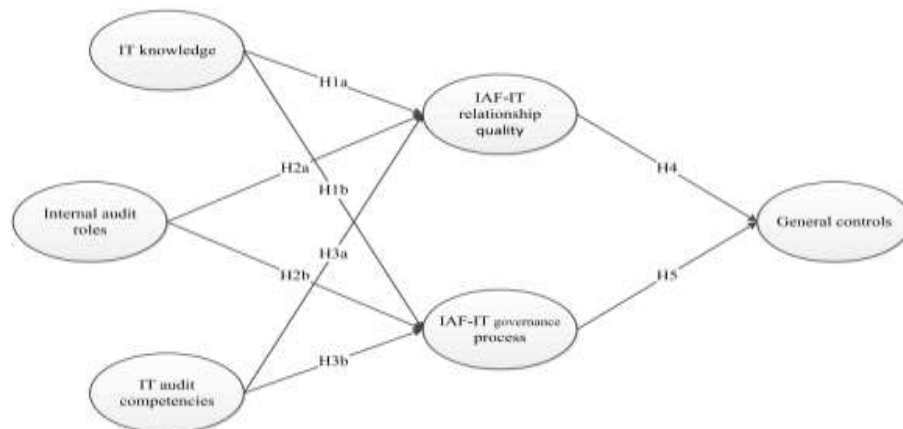 IT knowledge
H1a
IAF-IT
relationship
quality
H2a
H4
H1b
Internal audit
roles
General controls
H3a
H2b
H5
IAF-IT governance
process
H3b
IT audit
competencies